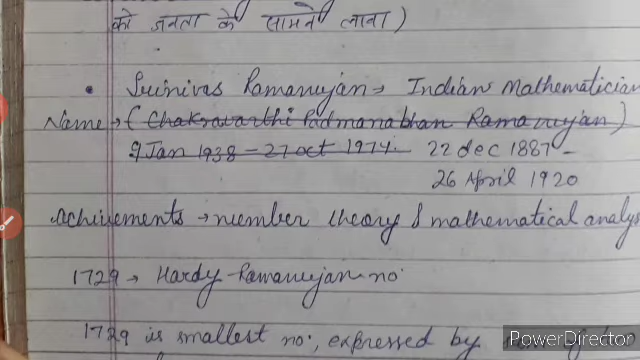 को जनता के सामने लाना)
• Srinivas Ramanujan → Indian Mathematician
Name → (Chakravarthi Padmanabhan Ramanujan)
9 Jan 1938 - 27 oct 1974. 22 dec 1887 -
26 April 1920
achivements → number theory & mathematical analys
1729 → Hardy-Ramanujan no.
1729 is smallest no., expressed by
PowerDirector